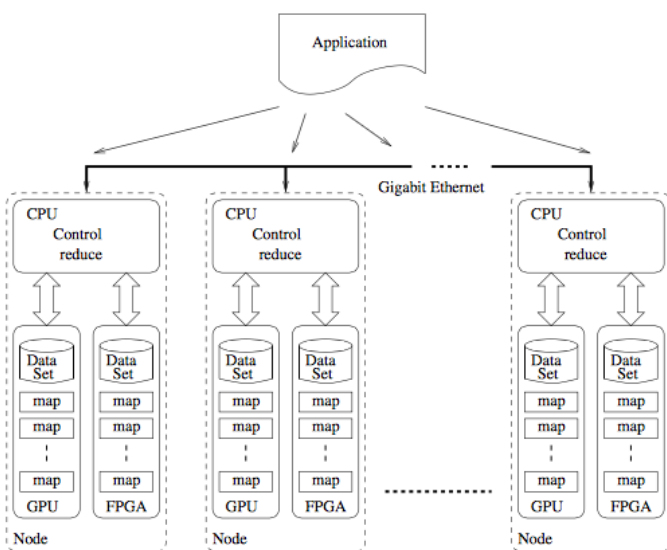 Application
Gigabit Ethernet
CPU
Control
reduce
Data
Set
map
map
map
GPU
Data
Set
map
map
map
FPGA
Node
CPU
Control
reduce
Data
Set
map
map
map
GPU
Data
Set
map
map
map
FPGA
Node
CPU
Control
reduce
Data
Set
map
map
map
GPU
Data
Set
map
map
map
FPGA
Node